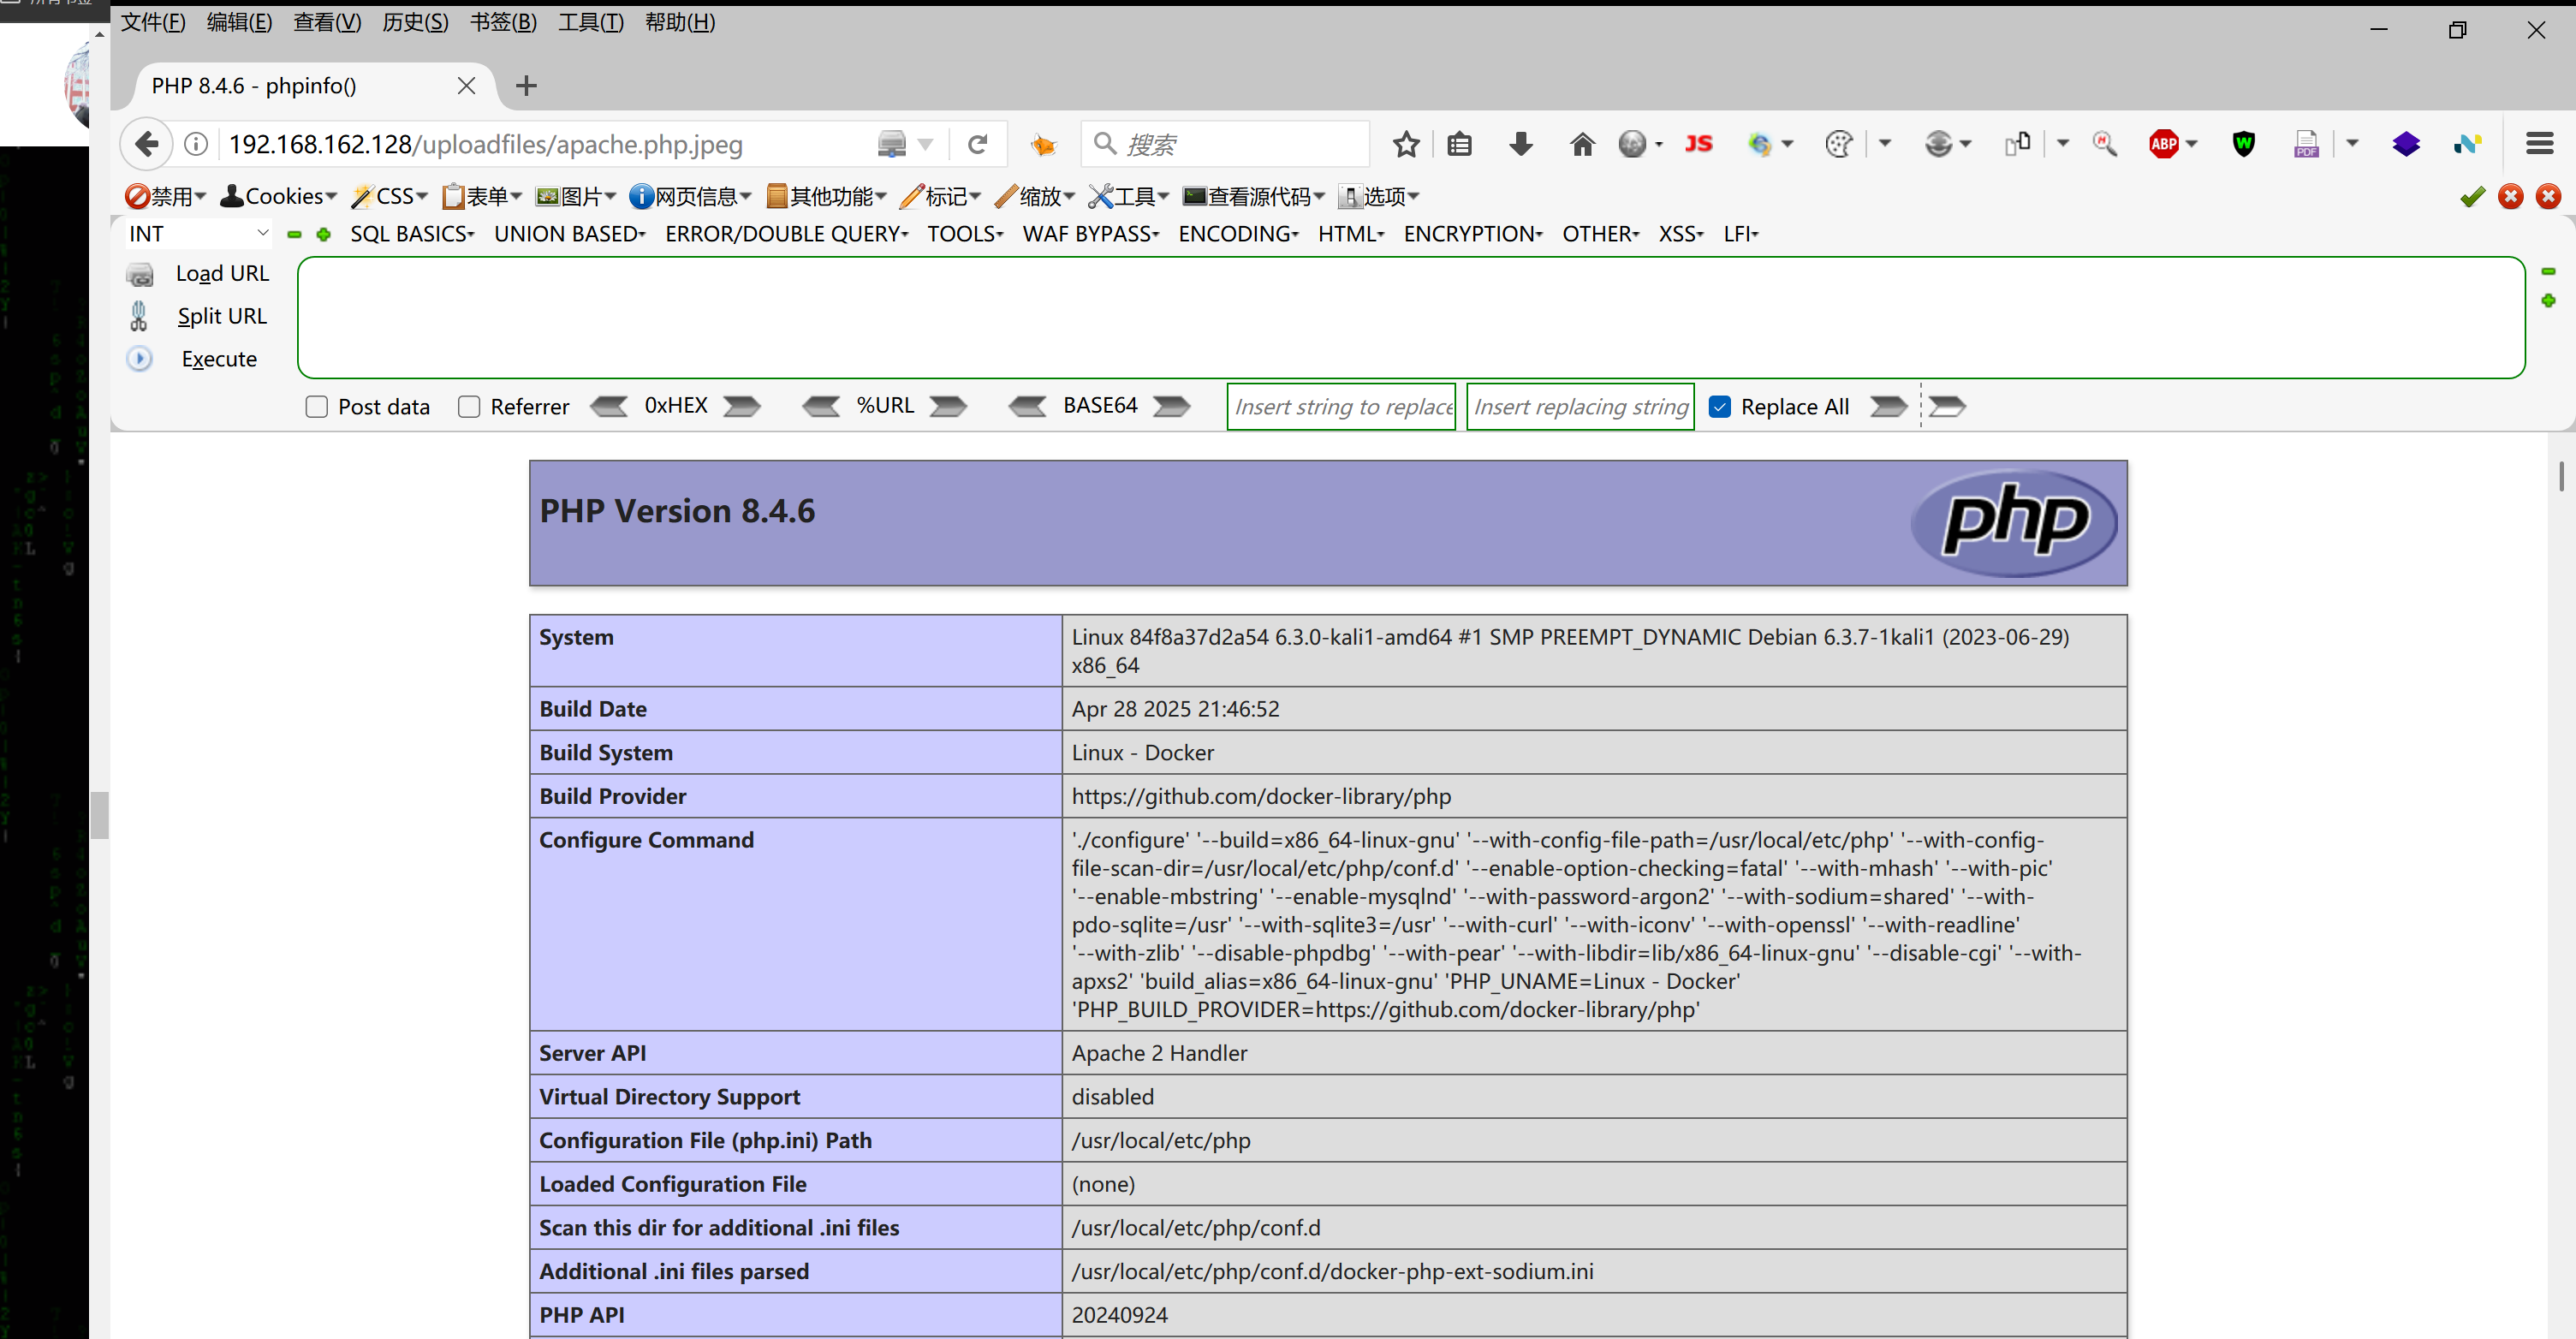 文件(F) 编辑(E) 查看(V) 历史(S) 书签(B) 工具(T) 帮助(H)
PHP 8.4.6 - phpinfo()
192.168.162.128/uploadfiles/apache.php.jpeg 搜索 JS ABP W PDF
禁用 Cookies CSS 表单 图片 网页信息 其他功能 标记 缩放 工具 查看源代码 选项
INT SQL BASICS UNION BASED ERROR/DOUBLE QUERY TOOLS WAF BYPASS ENCODING HTML ENCRYPTION OTHER XSS LFI
Load URL
Split URL
Execute
Post data Referrer 0xHEX %URL BASE64 Insert string to replace Insert replacing string Replace All
PHP Version 8.4.6 php
System Linux 84f8a37d2a54 6.3.0-kali1-amd64 #1 SMP PREEMPT_DYNAMIC Debian 6.3.7-1kali1 (2023-06-29)
x86_64
Build Date Apr 28 2025 21:46:52
Build System Linux - Docker
Build Provider https://github.com/docker-library/php
Configure Command './configure' '--build=x86_64-linux-gnu' '--with-config-file-path=/usr/local/etc/php' '--with-config-
file-scan-dir=/usr/local/etc/php/conf.d' '--enable-option-checking=fatal' '--with-mhash' '--with-pic'
'--enable-mbstring' '--enable-mysqlnd' '--with-password-argon2' '--with-sodium=shared' '--with-
pdo-sqlite=/usr' '--with-sqlite3=/usr' '--with-curl' '--with-iconv' '--with-openssl' '--with-readline'
'--with-zlib' '--disable-phpdbg' '--with-pear' '--with-libdir=lib/x86_64-linux-gnu' '--disable-cgi' '--with-
apxs2' 'build_alias=x86_64-linux-gnu' 'PHP_UNAME=Linux - Docker'
'PHP_BUILD_PROVIDER=https://github.com/docker-library/php'
Server API Apache 2 Handler
Virtual Directory Support disabled
Configuration File (php.ini) Path /usr/local/etc/php
Loaded Configuration File (none)
Scan this dir for additional .ini files /usr/local/etc/php/conf.d
Additional .ini files parsed /usr/local/etc/php/conf.d/docker-php-ext-sodium.ini
PHP API 20240924